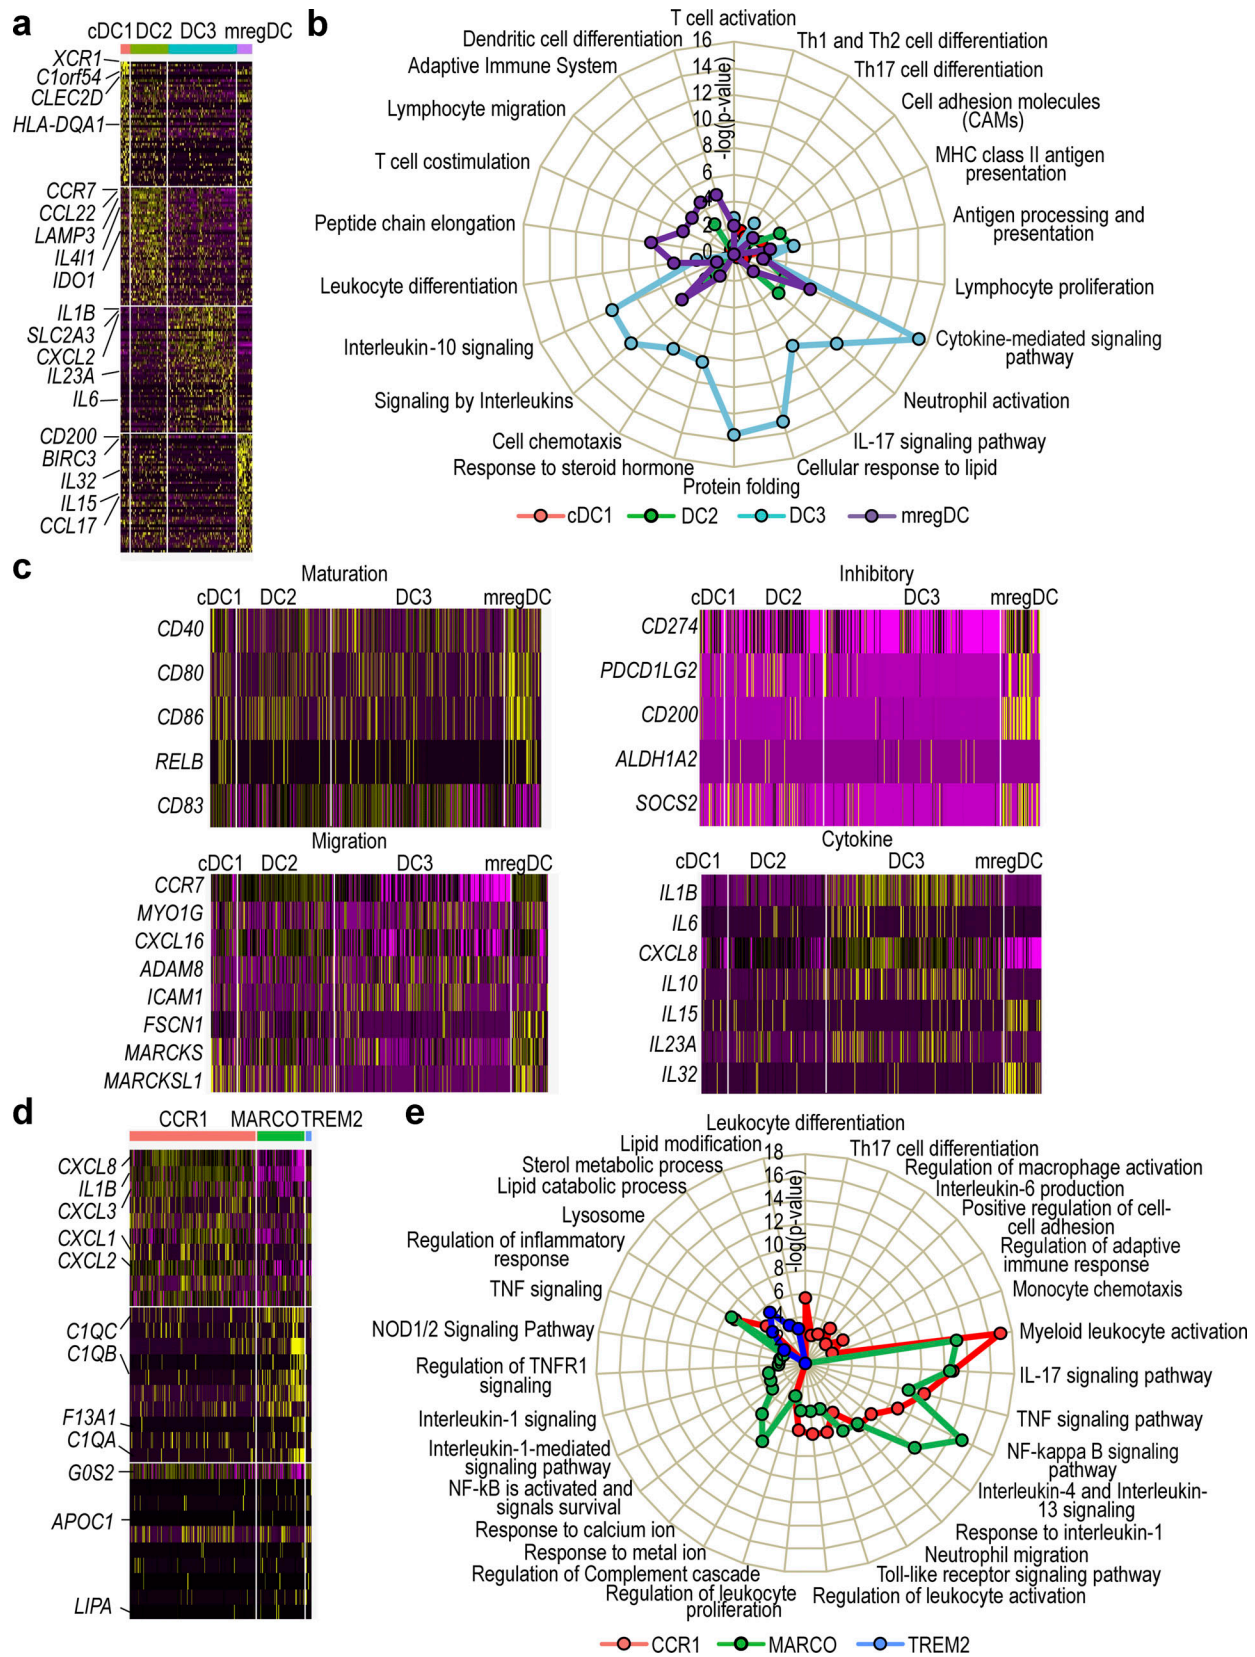 a
cDC1 DC2 DC3 mregDC
XCR1
C1orf54
CLEC2D
HLA-DQA1
CCR7
CCL22
LAMP3
IL4I1
IDO1
IL1B
SLC2A3
CXCL2
IL23A
IL6
CD200
BIRC3
IL32
IL15
CCL17
b
T cell activation
Th1 and Th2 cell differentiation
Th17 cell differentiation
Cell adhesion molecules
(CAMs)
MHC class II antigen
presentation
Antigen processing and
presentation
Lymphocyte proliferation
Cytokine-mediated signaling
pathway
Neutrophil activation
IL-17 signaling pathway
Cellular response to lipid
Protein folding
Response to steroid hormone
Cell chemotaxis
Signaling by Interleukins
Interleukin-10 signaling
Leukocyte differentiation
Peptide chain elongation
T cell costimulation
Lymphocyte migration
Adaptive Immune System
Dendritic cell differentiation
16
14
12
10
8
6
4
2
0
-log(p-value)
cDC1 DC2 DC3 mregDC
c
Maturation
cDC1 DC2 DC3 mregDC
CD40
CD80
CD86
RELB
CD83
Inhibitory
cDC1 DC2 DC3 mregDC
CD274
PDCD1LG2
CD200
ALDH1A2
SOCS2
Migration
cDC1 DC2 DC3 mregDC
CCR7
MYO1G
CXCL16
ADAM8
ICAM1
FSCN1
MARCKS
MARCKSL1
Cytokine
cDC1 DC2 DC3 mregDC
IL1B
IL6
CXCL8
IL10
IL15
IL23A
IL32
d
CCR1 MARCO TREM2
CXCL8
IL1B
CXCL3
CXCL1
CXCL2
C1QC
C1QB
F13A1
C1QA
G0S2
APOC1
LIPA
e
Leukocyte differentiation
Th17 cell differentiation
Regulation of macrophage activation
Interleukin-6 production
Positive regulation of cell-
cell adhesion
Regulation of adaptive
immune response
Monocyte chemotaxis
Myeloid leukocyte activation
IL-17 signaling pathway
TNF signaling pathway
NF-kappa B signaling
pathway
Interleukin-4 and Interleukin-
13 signaling
Response to interleukin-1
Neutrophil migration
Toll-like receptor signaling pathway
Regulation of leukocyte activation
Regulation of leukocyte
proliferation
Regulation of Complement cascade
Response to metal ion
Response to calcium ion
NF-kB is activated and
signals survival
Interleukin-1-mediated
signaling pathway
Interleukin-1 signaling
Regulation of TNFR1
signaling
NOD1/2 Signaling Pathway
TNF signaling
Regulation of inflammatory
response
Lysosome
Lipid catabolic process
Sterol metabolic process
Lipid modification
18
16
14
12
10
8
6
4
-log(p-value)
CCR1 MARCO TREM2